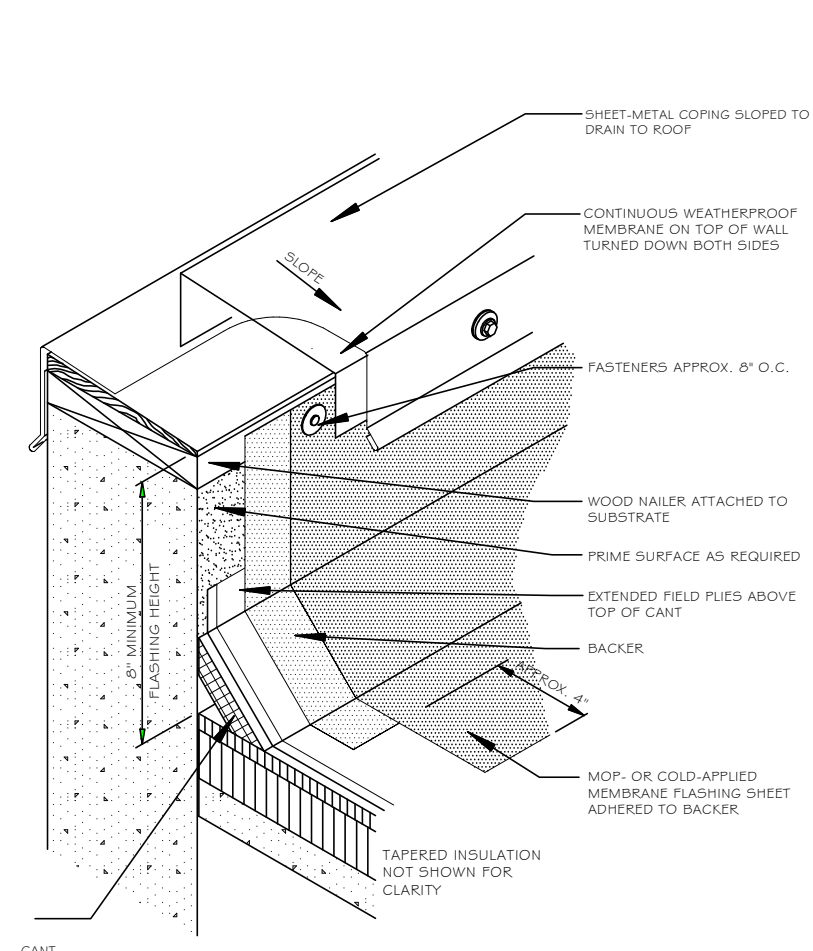 SHEET-METAL COPING SLOPED TO
DRAIN TO ROOF
CONTINUOUS WEATHERPROOF
MEMBRANE ON TOP OF WALL
TURNED DOWN BOTH SIDES
SLOPE
FASTENERS APPROX. 8" O.C.
WOOD NAILER ATTACHED TO
SUBSTRATE
PRIME SURFACE AS REQUIRED
EXTENDED FIELD PLIES ABOVE
TOP OF CANT
BACKER
8" MINIMUM
FLASHING HEIGHT
APPROX. 4"
MOP- OR COLD-APPLIED
MEMBRANE FLASHING SHEET
ADHERED TO BACKER
TAPERED INSULATION
NOT SHOWN FOR
CLARITY
CANT